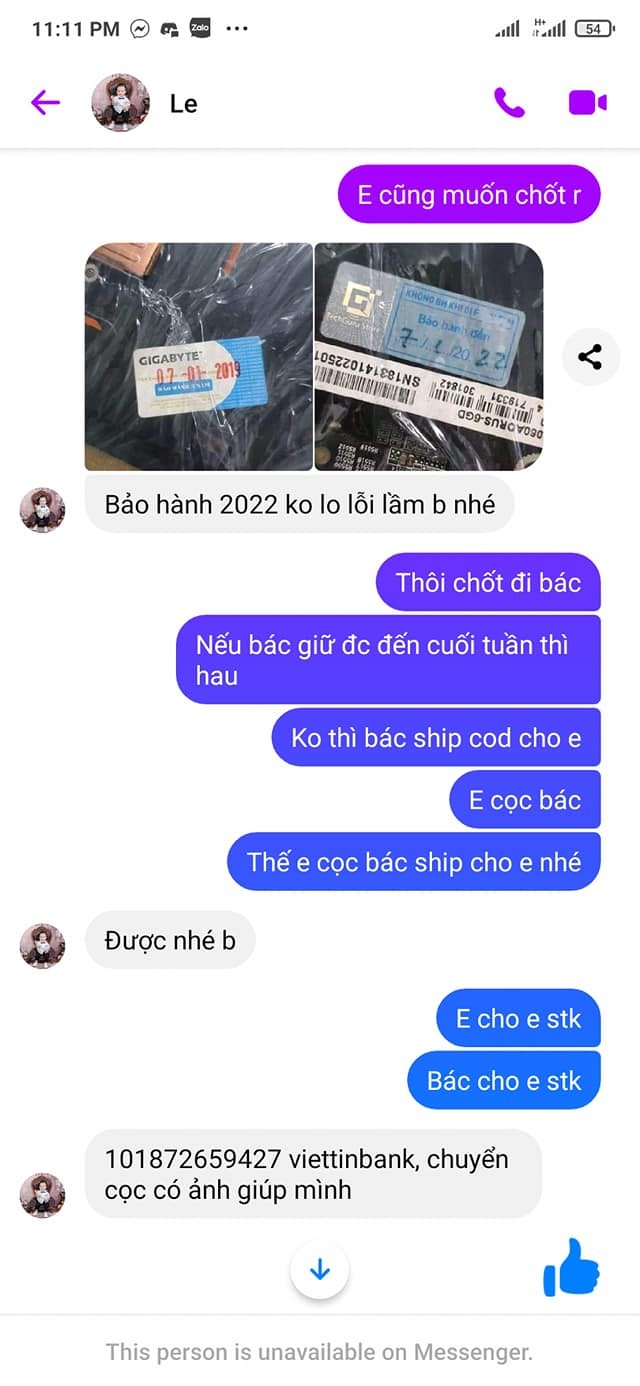 11:11 PM
Zalo
H+
54
Le
E cũng muốn chốt r
GIGABYTE
07-01-2019
KHÔNG BH KHI
Bảo hành đến
7/1/2022
TechGuru Store
SN183141022501
719331 301842
Bảo hành 2022 ko lo lỗi lầm b nhé
Thôi chốt đi bác
Nếu bác giữ đc đến cuối tuần thì
hau
Ko thì bác ship cod cho e
E cọc bác
Thế e cọc bác ship cho e nhé
Được nhé b
E cho e stk
Bác cho e stk
101872659427 viettinbank, chuyển
cọc có ảnh giúp mình
This person is unavailable on Messenger.